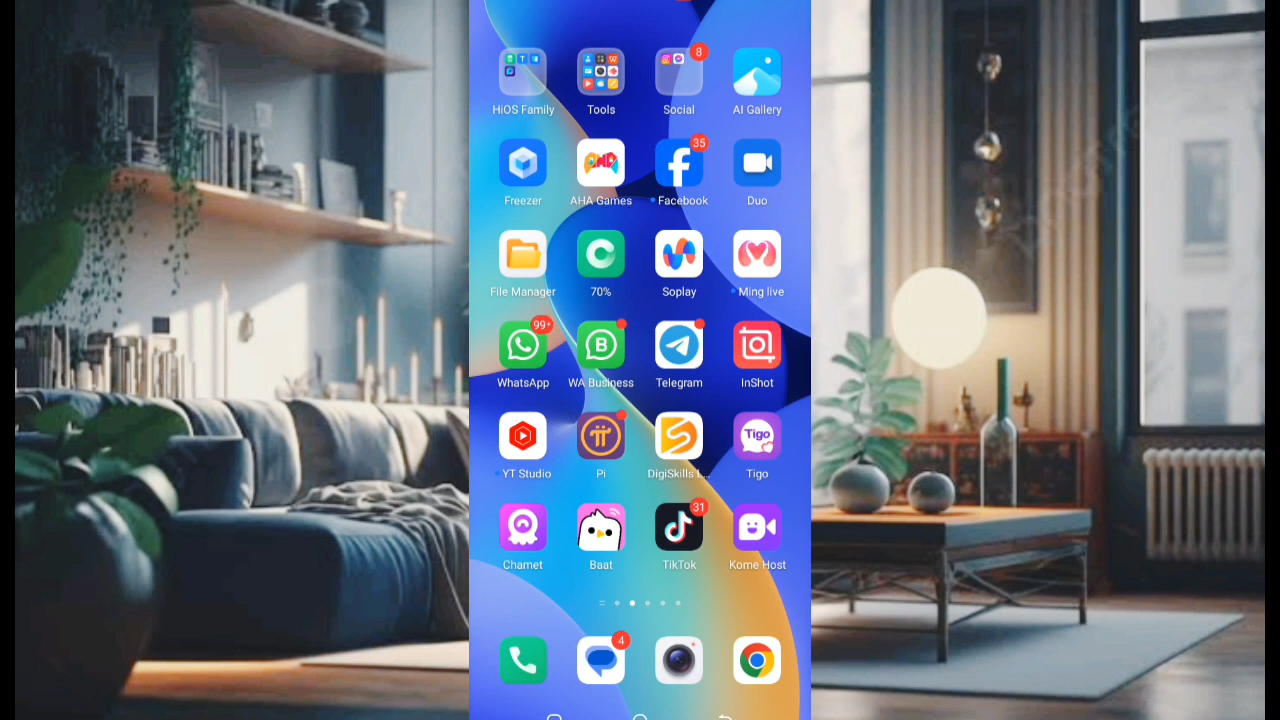 8
HiOS Family Tools Social AI Gallery
35
Freezer AHA Games Facebook Duo
File Manager 70% Soplay Ming live
99+ B
WhatsApp WA Business Telegram InShot
Tigo
YT Studio Pi DigiSkills L... Tigo
31
Chamet Baat TikTok Kome Host
4